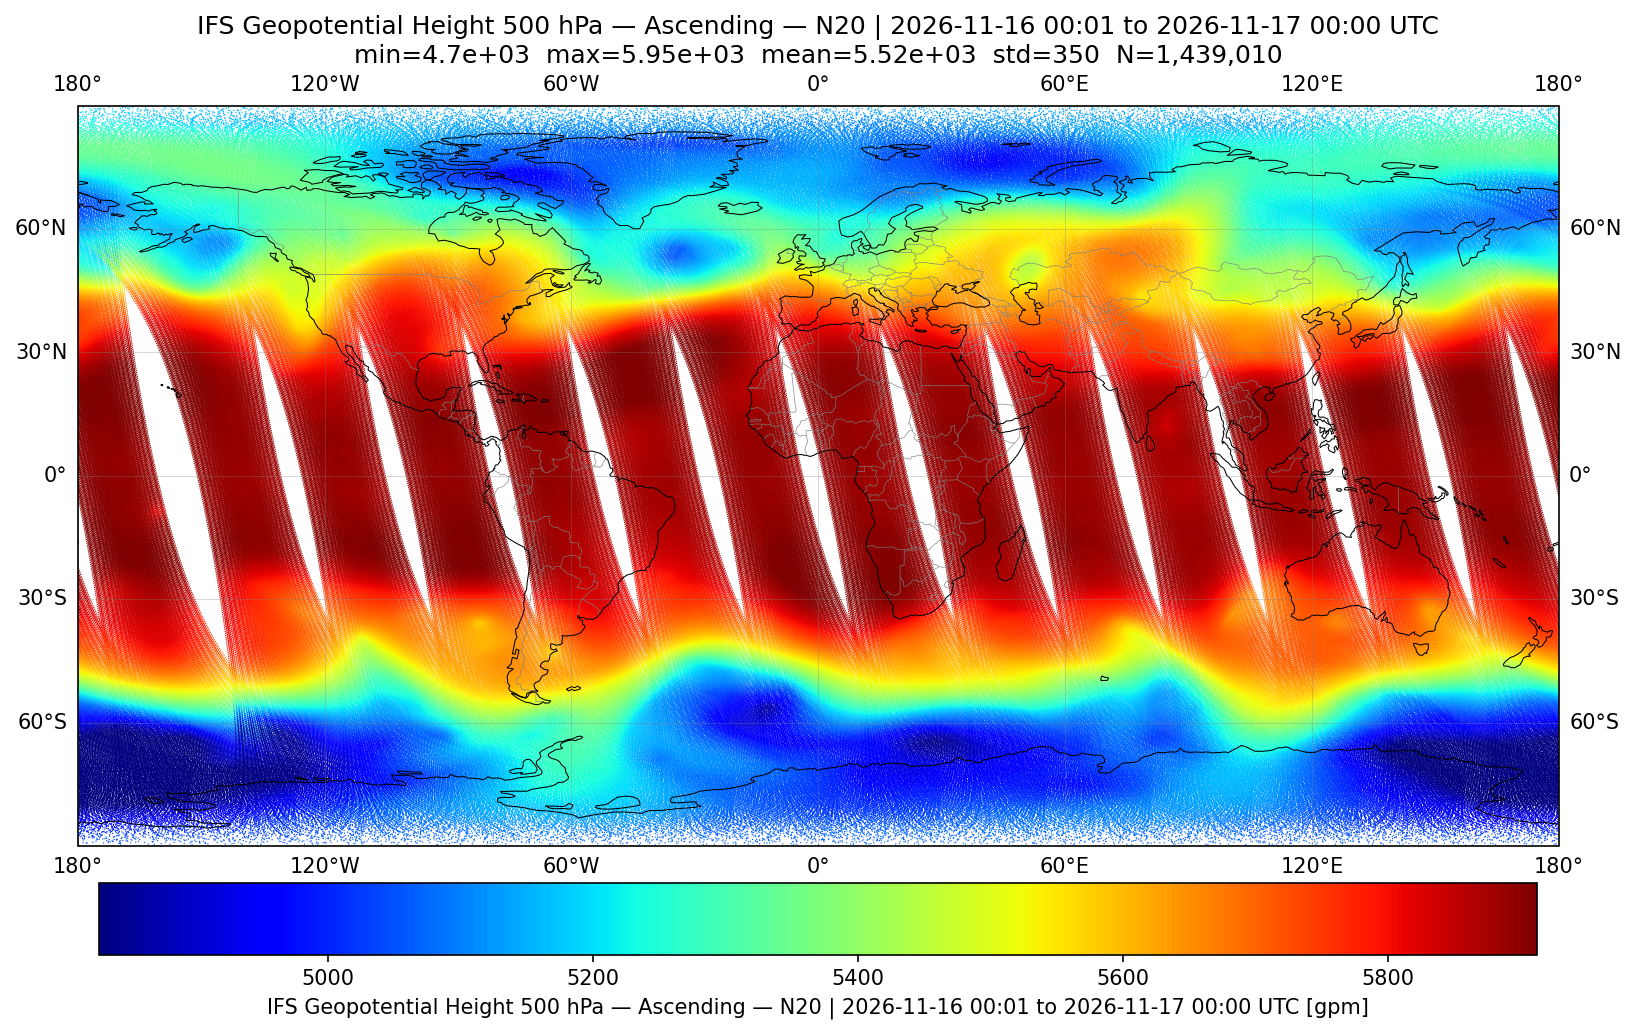 IFS Geopotential Height 500 hPa — Ascending — N20 | 2026-11-16 00:01 to 2026-11-17 00:00 UTC
min=4.7e+03 max=5.95e+03 mean=5.52e+03 std=350 N=1,439,010
180° 120°W 60°W 0° 60°E 120°E 180°
60°N 60°N
30°N 30°N
0° 0°
30°S 30°S
60°S 60°S
180° 120°W 60°W 0° 60°E 120°E 180°
5000 5200 5400 5600 5800
IFS Geopotential Height 500 hPa — Ascending — N20 | 2026-11-16 00:01 to 2026-11-17 00:00 UTC [gpm]